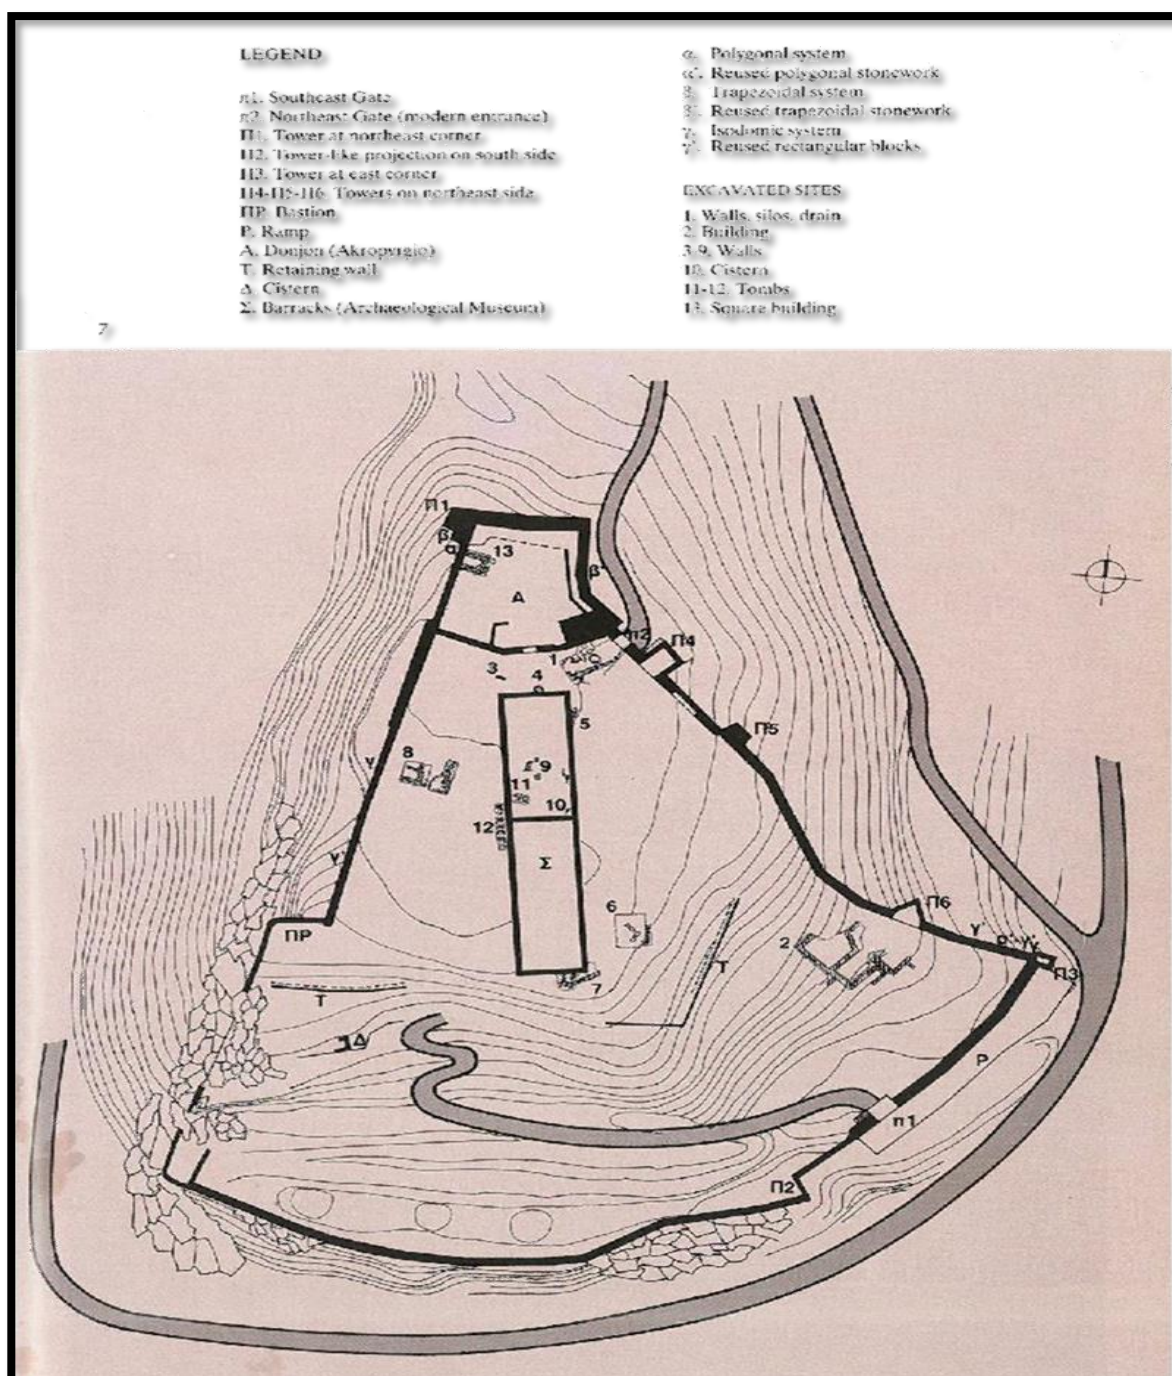 LEGEND
π1. Southeast Gate
π2. Northeast Gate (modern entrance)
Π1. Tower at northeast corner
Π2. Tower-like projection on south side
Π3. Tower at east corner
Π4-Π5-Π6. Towers on northeast side
ΠΡ. Bastion
Ρ. Ramp
Α. Donjon (Akropyrgio)
Τ. Retaining wall
Δ. Cistern
Σ. Barracks (Archaeological Museum)
7
α. Polygonal system
α'. Reused polygonal stonework
β. Trapezoidal system
β'. Reused trapezoidal stonework
γ. Isodomic system
γ'. Reused rectangular blocks
EXCAVATED SITES
1. Walls, silos, drain
2. Building
3-9. Walls
10. Cistern
11-12. Tombs
13. Square building
Π1
β
α
13
β'
Α
π2
Π4
1
3
4
5
Π5
γ
8
9
11
10
12
γ'
Σ
6
Π6
ΠΡ
2
γ
Π3
Τ
Τ
7
Δ
Ρ
π1
Π2